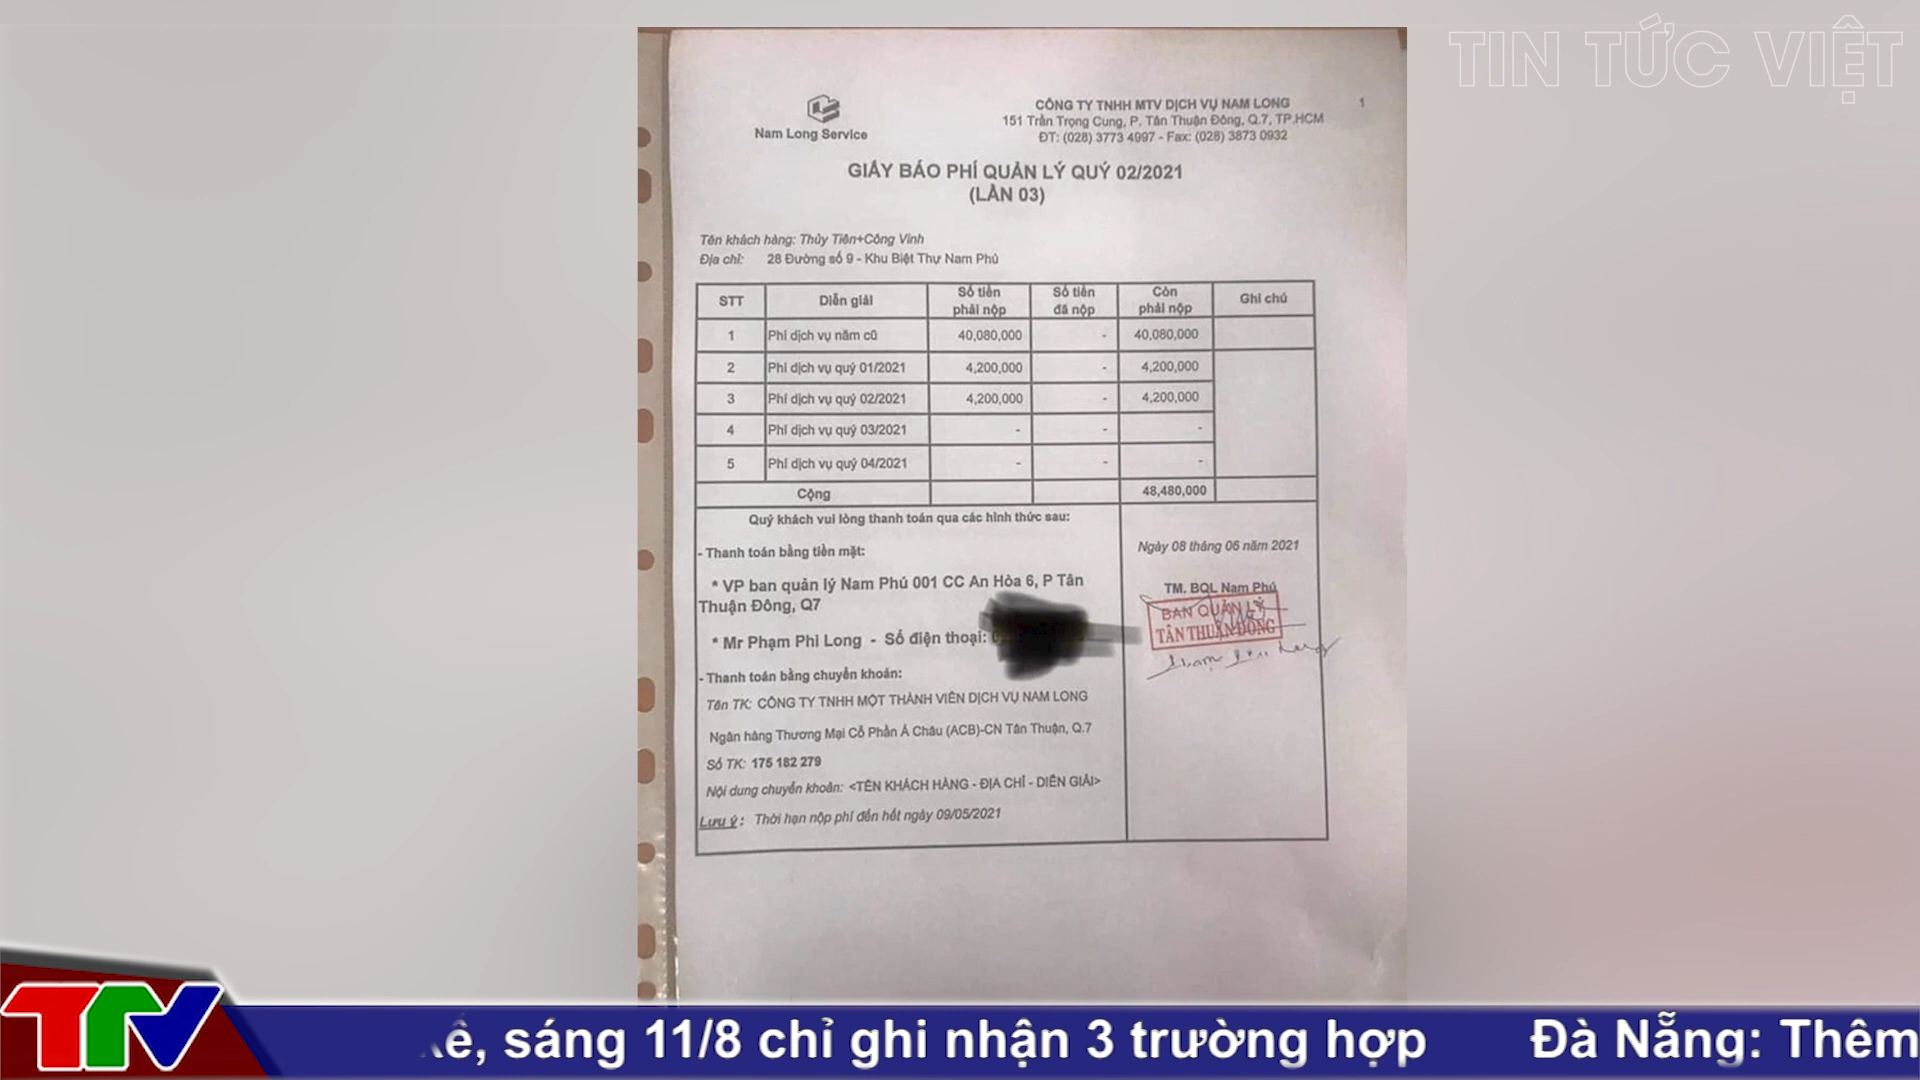 TIN TỨC VIỆT
Nam Long Service
CÔNG TY TNHH MTV DỊCH VỤ NAM LONG
1
151 Trần Trọng Cung, P. Tân Thuận Đông, Q.7, TP.HCM
ĐT: (028) 3773 4997 - Fax: (028) 3873 0932
GIẤY BÁO PHÍ QUẢN LÝ QUÝ 02/2021
(LẦN 03)
Tên khách hàng: Thủy Tiên+Công Vinh
Địa chỉ: 28 Đường số 9 - Khu Biệt Thự Nam Phú
STT Diễn giải Số tiền phải nộp Số tiền đã nộp Còn phải nộp Ghi chú
1 Phí dịch vụ năm cũ 40,080,000 - 40,080,000
2 Phí dịch vụ quý 01/2021 4,200,000 - 4,200,000
3 Phí dịch vụ quý 02/2021 4,200,000 - 4,200,000
4 Phí dịch vụ quý 03/2021 - - -
5 Phí dịch vụ quý 04/2021 - - -
Cộng 48,480,000
Quý khách vui lòng thanh toán qua các hình thức sau:
- Thanh toán bằng tiền mặt:
* VP ban quản lý Nam Phú 001 CC An Hòa 6, P Tân
Thuận Đông, Q7
* Mr Phạm Phi Long - Số điện thoại:
- Thanh toán bằng chuyển khoản:
Tên TK: CÔNG TY TNHH MỘT THÀNH VIÊN DỊCH VỤ NAM LONG
Ngân hàng Thương Mại Cổ Phần Á Châu (ACB)-CN Tân Thuận, Q.7
Số TK: 175 182 279
Nội dung chuyển khoản: <TÊN KHÁCH HÀNG - ĐỊA CHỈ - DIỄN GIẢI>
Lưu ý: Thời hạn nộp phí đến hết ngày 09/05/2021
Ngày 08 tháng 06 năm 2021
TM. BQL Nam Phú
BAN QUẢN LÝ
TÂN THUẬN ĐÔNG
TTV
, sáng 11/8 chỉ ghi nhận 3 trường hợp
Đà Nẵng: Thêm